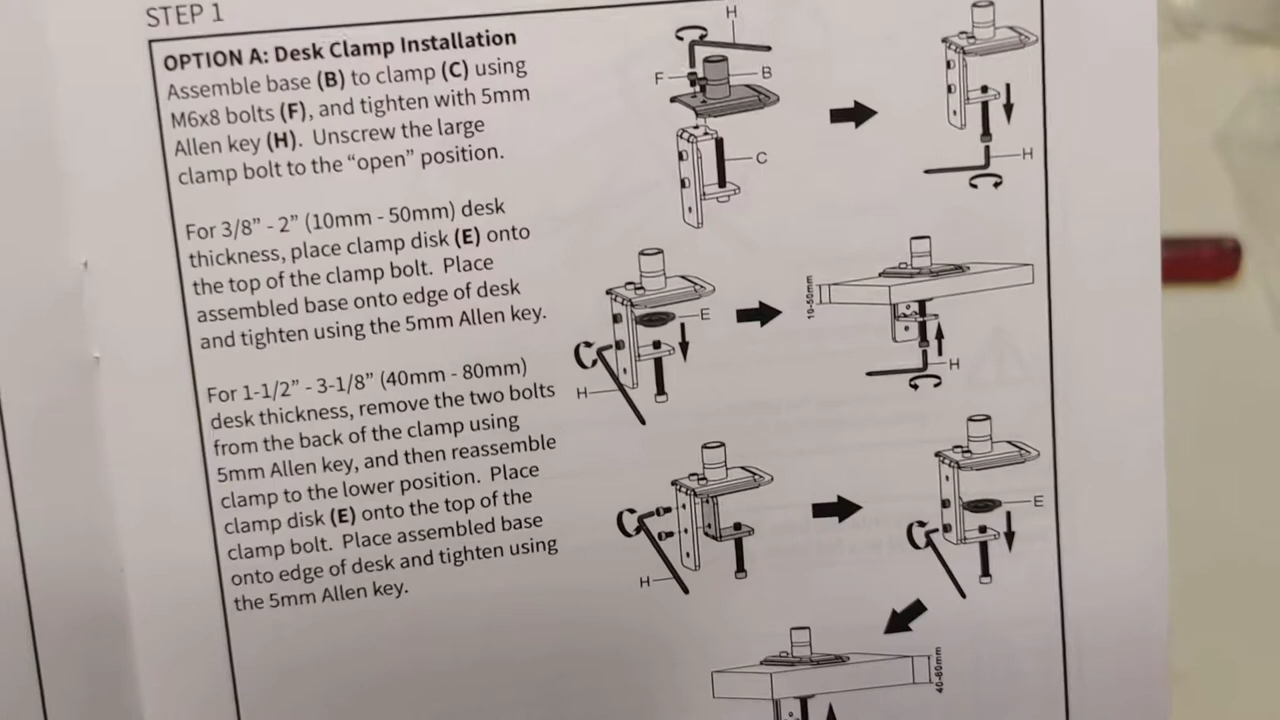 STEP 1
OPTION A: Desk Clamp Installation
Assemble base (B) to clamp (C) using
M6x8 bolts (F), and tighten with 5mm
Allen key (H). Unscrew the large
clamp bolt to the “open” position.
For 3/8” - 2” (10mm - 50mm) desk
thickness, place clamp disk (E) onto
the top of the clamp bolt. Place
assembled base onto edge of desk
and tighten using the 5mm Allen key.
For 1-1/2” - 3-1/8” (40mm - 80mm)
desk thickness, remove the two bolts
from the back of the clamp using
5mm Allen key, and then reassemble
clamp to the lower position. Place
clamp disk (E) onto the top of the
clamp bolt. Place assembled base
onto edge of desk and tighten using
the 5mm Allen key.
H
F
B
C
H
E
H
10-50mm
H
H
E
40-80mm